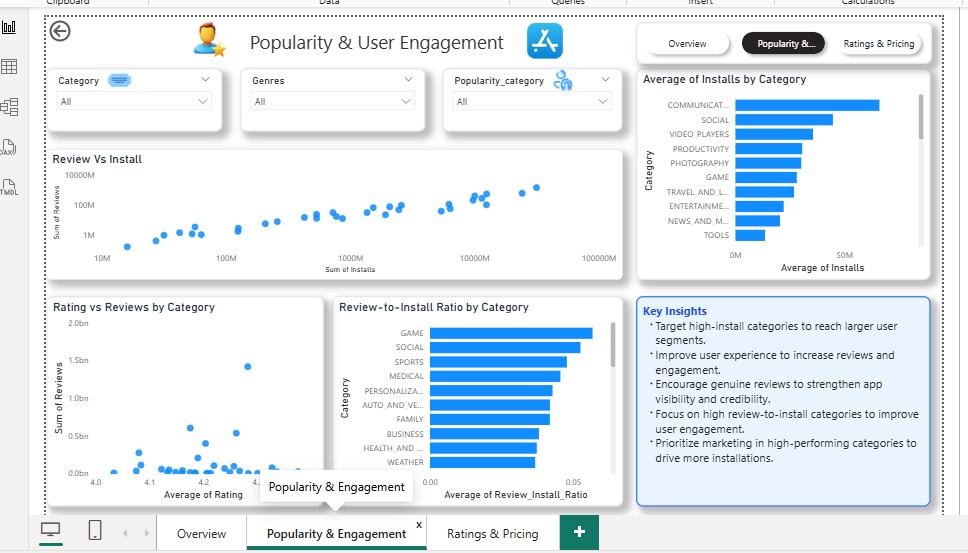 Clipboard
Data
Queries
Insert
Calculations
Popularity & User Engagement
Overview
Popularity &...
Ratings & Pricing
Category
All
Genres
All
Popularity_category
All
Average of Installs by Category
Category
COMMUNICAT...
SOCIAL
VIDEO_PLAYERS
PRODUCTIVITY
PHOTOGRAPHY
GAME
TRAVEL_AND_L...
ENTERTAINME...
NEWS_AND_M...
TOOLS
0M
50M
Average of Installs
Review Vs Install
Sum of Reviews
10000M
100M
1M
10M
100M
1000M
10000M
100000M
Sum of Installs
Rating vs Reviews by Category
Sum of Reviews
2.0bn
1.5bn
1.0bn
0.5bn
0.0bn
4.0
4.1
4.2
Average of Rating
Review-to-Install Ratio by Category
Category
GAME
SOCIAL
SPORTS
MEDICAL
PERSONALIZA...
AUTO_AND_VE...
FAMILY
BUSINESS
HEALTH_AND_...
WEATHER
0.00
0.05
Average of Review_Install_Ratio
Key Insights
• Target high-install categories to reach larger user
segments.
• Improve user experience to increase reviews and
engagement.
• Encourage genuine reviews to strengthen app
visibility and credibility.
• Focus on high review-to-install categories to improve
user engagement.
• Prioritize marketing in high-performing categories to
drive more installations.
Popularity & Engagement
DAX
TMDL
Overview
Popularity & Engagement
x
Ratings & Pricing
+